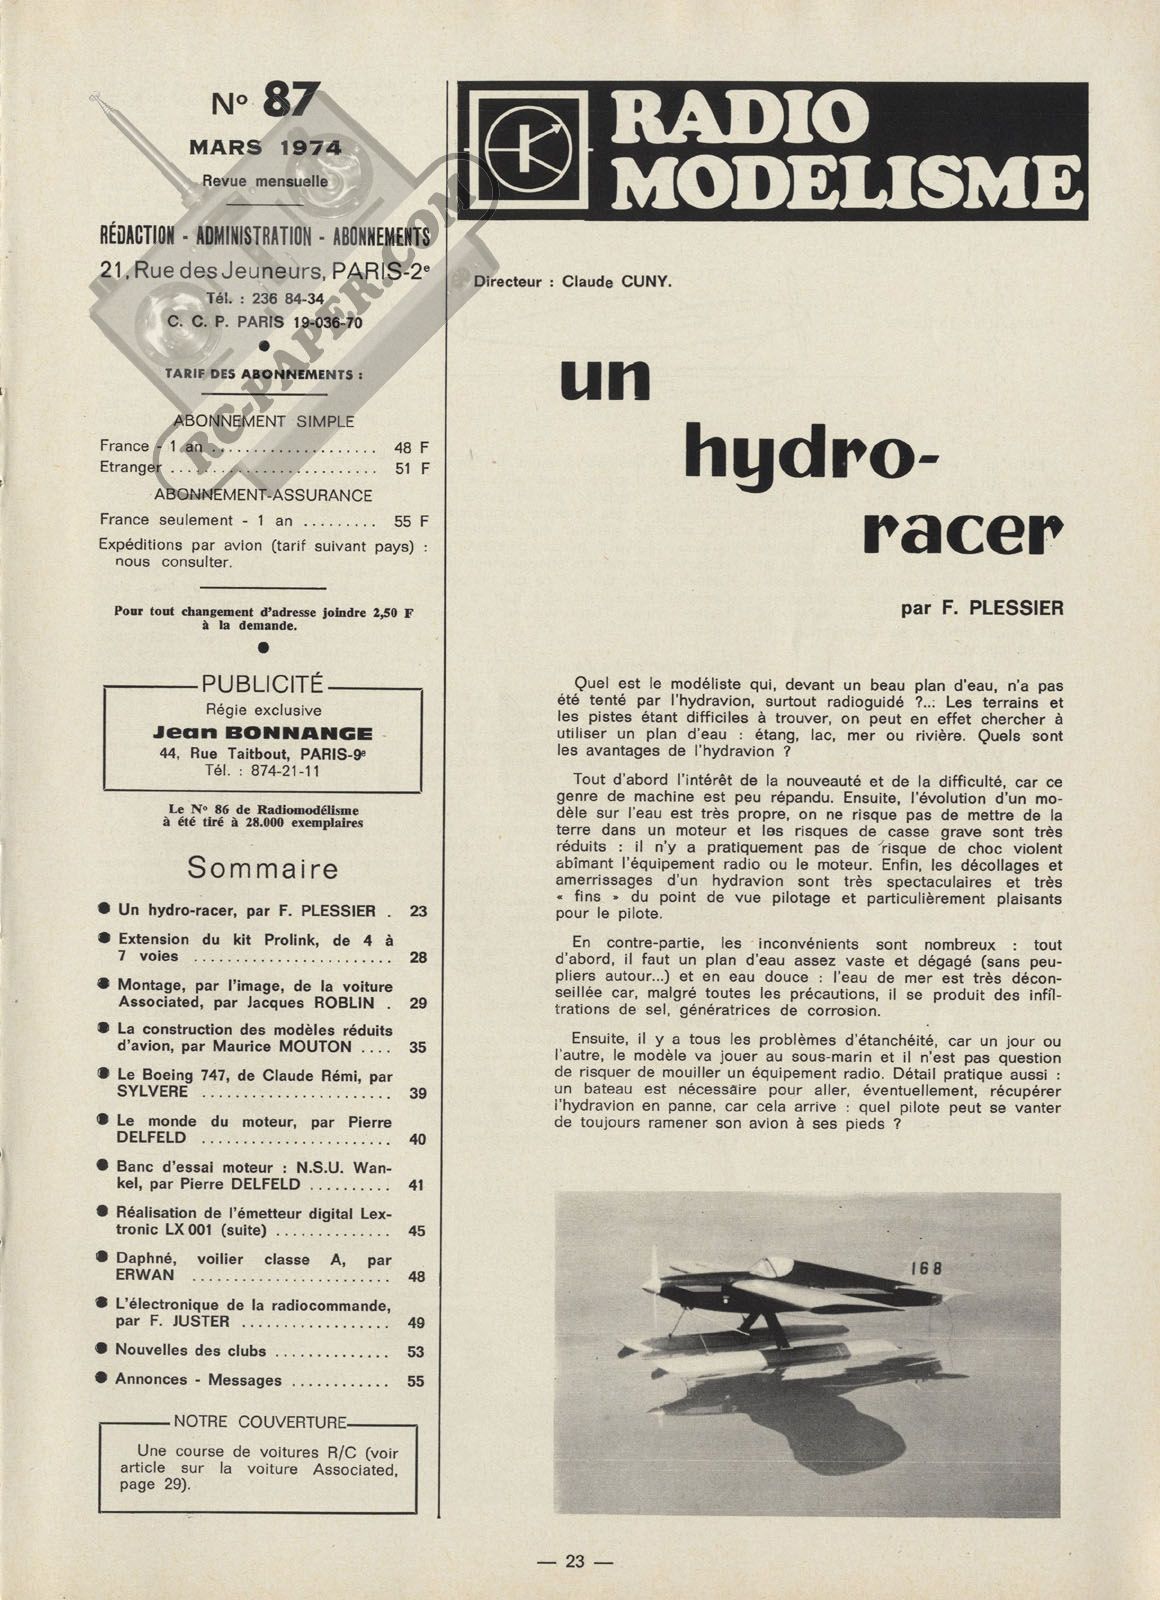 N° 87
MARS 1974
Revue mensuelle
RÉDACTION - ADMINISTRATION - ABONNEMENTS
21, Rue des Jeuneurs, PARIS-2e
Tél. : 236 84-34
C. C. P. PARIS 19-036-70
TARIF DES ABONNEMENTS :
ABONNEMENT SIMPLE
France - 1 an .................... 48 F
Etranger ......................... 51 F
ABONNEMENT-ASSURANCE
France seulement - 1 an ......... 55 F
Expéditions par avion (tarif suivant pays) :
nous consulter.
Pour tout changement d'adresse joindre 2,50 F
à la demande.
PUBLICITÉ
Régie exclusive
Jean BONNANGE
44, Rue Taitbout, PARIS-9e
Tél. : 874-21-11
Le N° 86 de Radiomodélisme
a été tiré à 28.000 exemplaires
Sommaire
● Un hydro-racer, par F. PLESSIER . 23
● Extension du kit Prolink, de 4 à
7 voies ........................ 28
● Montage, par l'image, de la voiture
Associated, par Jacques ROBLIN . 29
● La construction des modèles réduits
d'avion, par Maurice MOUTON .... 35
● Le Boeing 747, de Claude Rémi, par
SYLVERE ....................... 39
● Le monde du moteur, par Pierre
DELFELD ....................... 40
● Banc d'essai moteur : N.S.U. Wan-
kel, par Pierre DELFELD .......... 41
● Réalisation de l'émetteur digital Lex-
tronic LX 001 (suite) .............. 45
● Daphné, voilier classe A, par
ERWAN ........................ 48
● L'électronique de la radiocommande,
par F. JUSTER .................. 49
● Nouvelles des clubs .............. 53
● Annonces - Messages ............ 55
NOTRE COUVERTURE
Une course de voitures R/C (voir
article sur la voiture Associated,
page 29).
RADIO
MODELISME
Directeur : Claude CUNY.
un
hydro-
racer
par F. PLESSIER
Quel est le modéliste qui, devant un beau plan d'eau, n'a pas
été tenté par l'hydravion, surtout radioguidé ?... Les terrains et
les pistes étant difficiles à trouver, on peut en effet chercher à
utiliser un plan d'eau : étang, lac, mer ou rivière. Quels sont
les avantages de l'hydravion ?
Tout d'abord l'intérêt de la nouveauté et de la difficulté, car ce
genre de machine est peu répandu. Ensuite, l'évolution d'un mo-
dèle sur l'eau est très propre, on ne risque pas de mettre de la
terre dans un moteur et les risques de casse grave sont très
réduits : il n'y a pratiquement pas de risque de choc violent
abîmant l'équipement radio ou le moteur. Enfin, les décollages et
amerrissages d'un hydravion sont très spectaculaires et très
« fins » du point de vue pilotage et particulièrement plaisants
pour le pilote.
En contre-partie, les inconvénients sont nombreux : tout
d'abord, il faut un plan d'eau assez vaste et dégagé (sans peu-
pliers autour...) et en eau douce : l'eau de mer est très décon-
seillée car, malgré toutes les précautions, il se produit des infil-
trations de sel, génératrices de corrosion.
Ensuite, il y a tous les problèmes d'étanchéité, car un jour ou
l'autre, le modèle va jouer au sous-marin et il n'est pas question
de risquer de mouiller un équipement radio. Détail pratique aussi :
un bateau est nécessaire pour aller, éventuellement, récupérer
l'hydravion en panne, car cela arrive : quel pilote peut se vanter
de toujours ramener son avion à ses pieds ?
168
— 23 —
RC-PAPER.COM